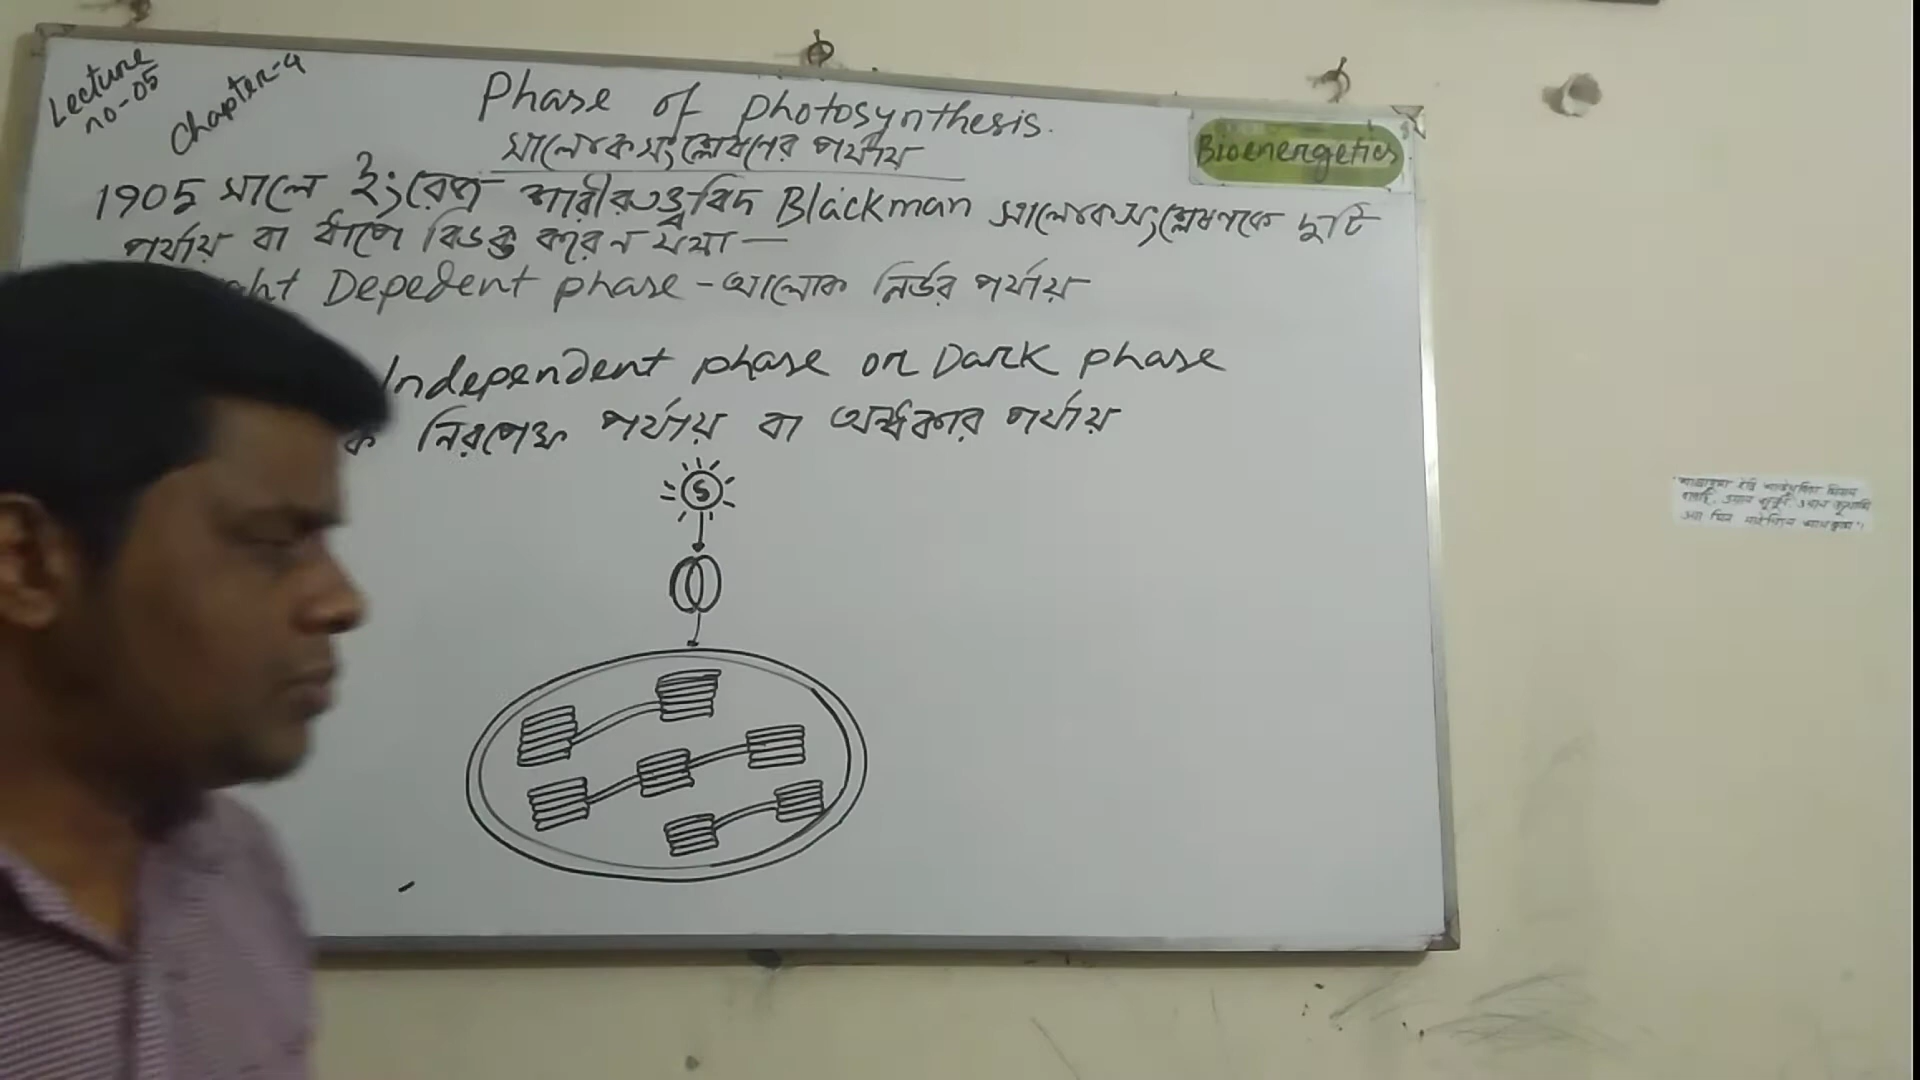 Lecture
no-05
Chapter-4
Phase of photosynthesis.
সালোকসংশ্লেষণের পর্যায়
Bioenergetics
1905 সালে ইংরেজ শারীরতত্ত্ববিদ Blackman সালোকসংশ্লেষণকে দুটি
পর্যায় বা ধাপে বিভক্ত করেন যথা—
ght Depedent phase - আলোক নির্ভর পর্যায়
Independent phase or Dark phase
ক নিরপেক্ষ পর্যায় বা অন্ধকার পর্যায়
S